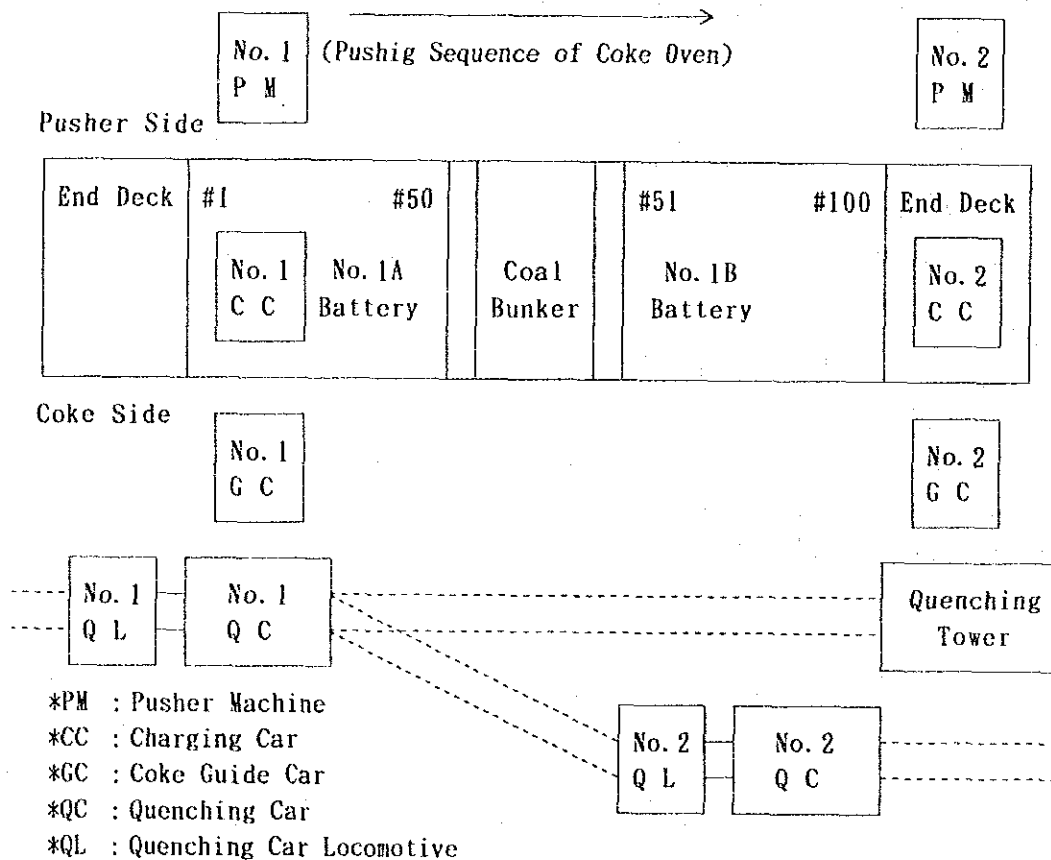 No. 1
P M
(Pushig Sequence of Coke Oven)
No. 2
P M
Pusher Side
End Deck
#1
#50
#51
#100
End Deck
No. 1
C C
No. 1A
Battery
Coal
Bunker
No. 1B
Battery
No. 2
C C
Coke Side
No. 1
G C
No. 2
G C
No. 1
Q L
No. 1
Q C
Quenching
Tower
No. 2
Q L
No. 2
Q C
*PM : Pusher Machine
*CC : Charging Car
*GC : Coke Guide Car
*QC : Quenching Car
*QL : Quenching Car Locomotive